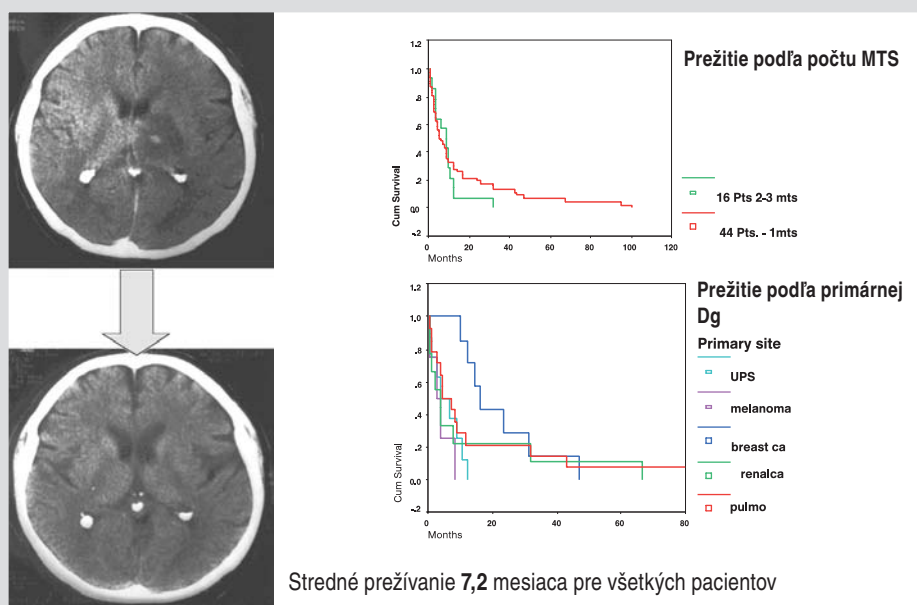 Prežitie podľa počtu MTS
1.2
1.0
.8
.6
.4
.2
0.0
-.2
Cum Survival
0 20 40 60 80 100 120
Months
16 Pts 2-3 mts
44 Pts. - 1mts
Prežitie podľa primárnej
Dg
Primary site
1.2
1.0
.8
.6
.4
.2
0.0
-.2
Cum Survival
0 20 40 60 80
Months
UPS
melanoma
breast ca
renalca
pulmo
Stredné prežívanie 7,2 mesiaca pre všetkých pacientov